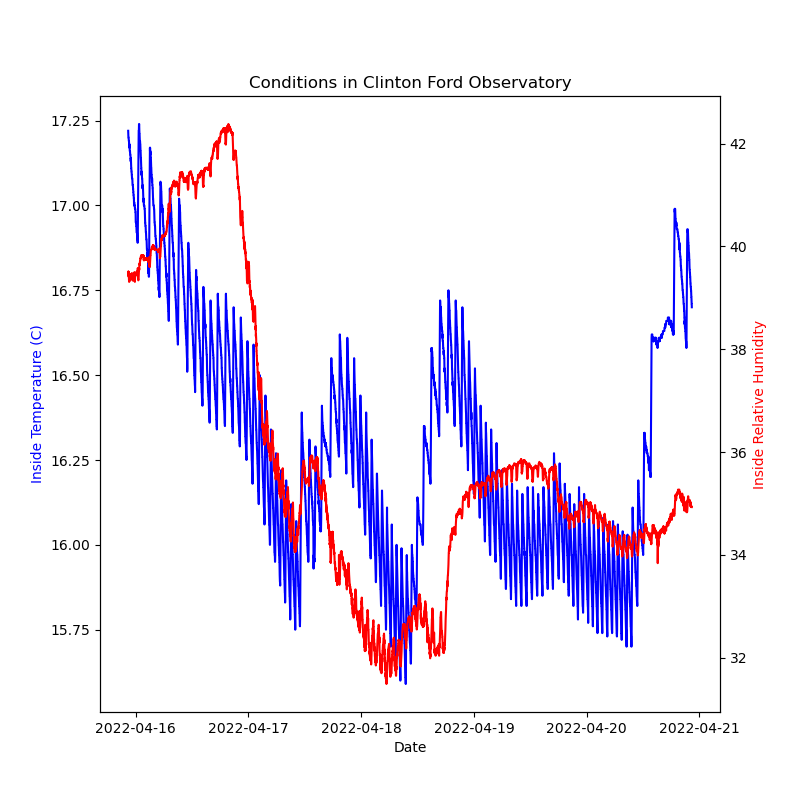 Conditions in Clinton Ford Observatory
17.25
17.00
16.75
16.50
16.25
16.00
15.75
Inside Temperature (C)
42
40
38
36
34
32
Inside Relative Humidity
2022-04-16 2022-04-17 2022-04-18 2022-04-19 2022-04-20 2022-04-21
Date